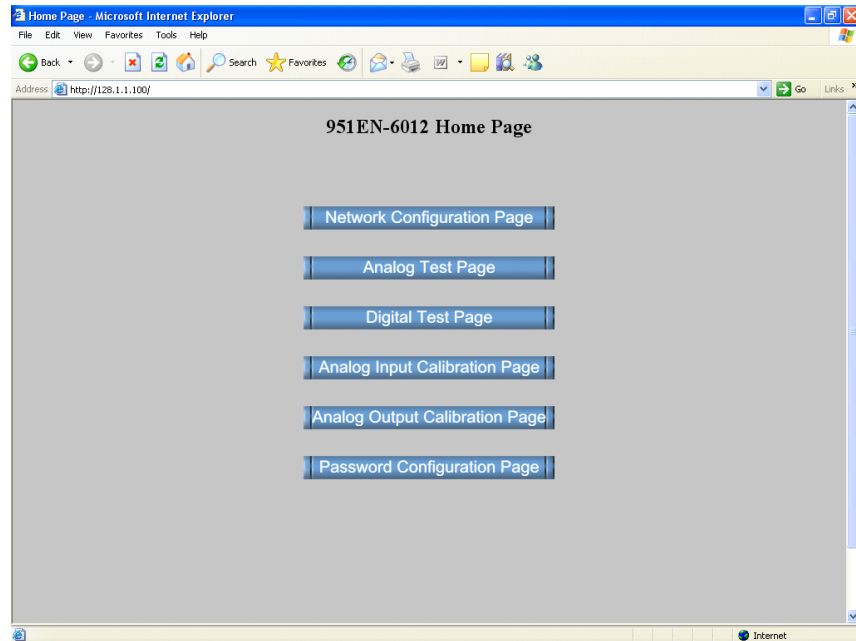 Home Page - Microsoft Internet Explorer
File Edit View Favorites Tools Help
Back Search Favorites
Address http://128.1.1.100/ Go Links »
951EN-6012 Home Page
Network Configuration Page
Analog Test Page
Digital Test Page
Analog Input Calibration Page
Analog Output Calibration Page
Password Configuration Page
Internet